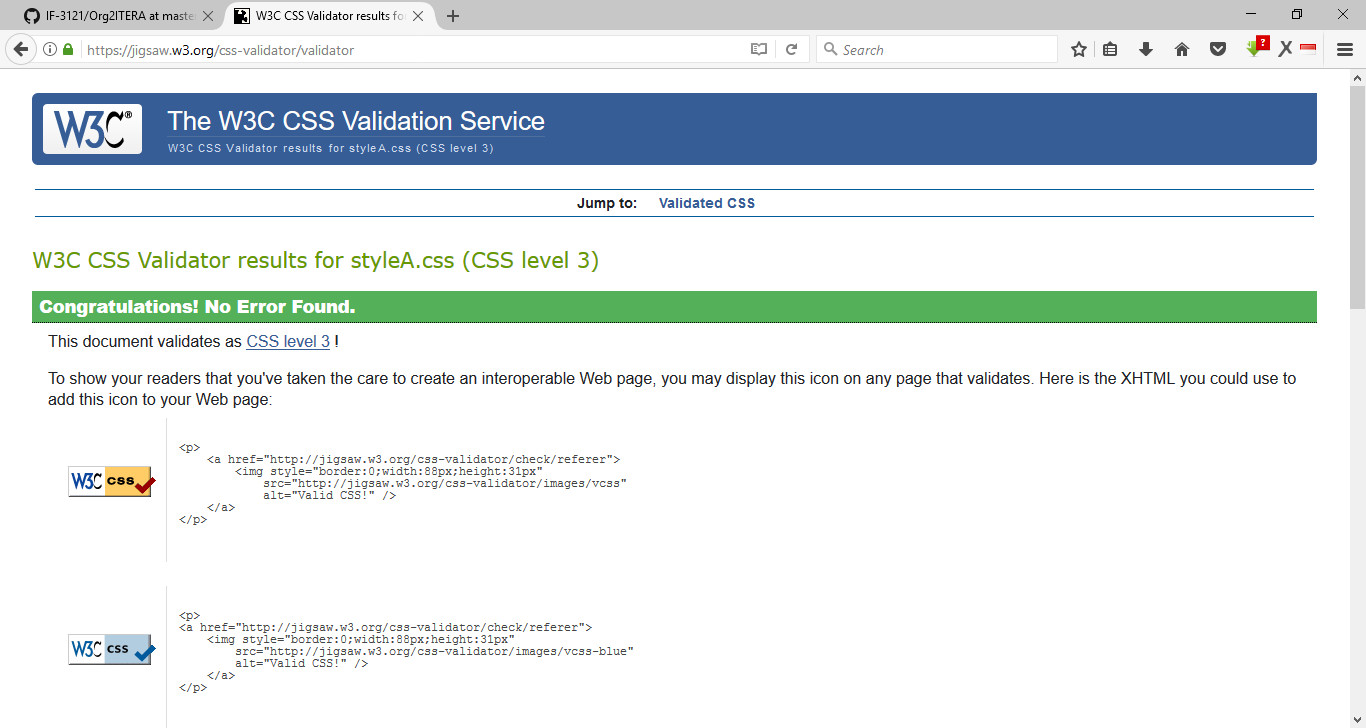 IF-3121/Org2ITERA at maste
W3C CSS Validator results fo
https://jigsaw.w3.org/css-validator/validator
Search
?
W3C®
The W3C CSS Validation Service
W3C CSS Validator results for styleA.css (CSS level 3)
Jump to: Validated CSS
W3C CSS Validator results for styleA.css (CSS level 3)
Congratulations! No Error Found.
This document validates as CSS level 3 !
To show your readers that you've taken the care to create an interoperable Web page, you may display this icon on any page that validates. Here is the XHTML you could use to
add this icon to your Web page:
W3C css
<p>
    <a href="http://jigsaw.w3.org/css-validator/check/referer">
        <img style="border:0;width:88px;height:31px"
            src="http://jigsaw.w3.org/css-validator/images/vcss"
            alt="Valid CSS!" />
    </a>
</p>
W3C css
<p>
<a href="http://jigsaw.w3.org/css-validator/check/referer">
    <img style="border:0;width:88px;height:31px"
        src="http://jigsaw.w3.org/css-validator/images/vcss-blue"
        alt="Valid CSS!" />
    </a>
</p>